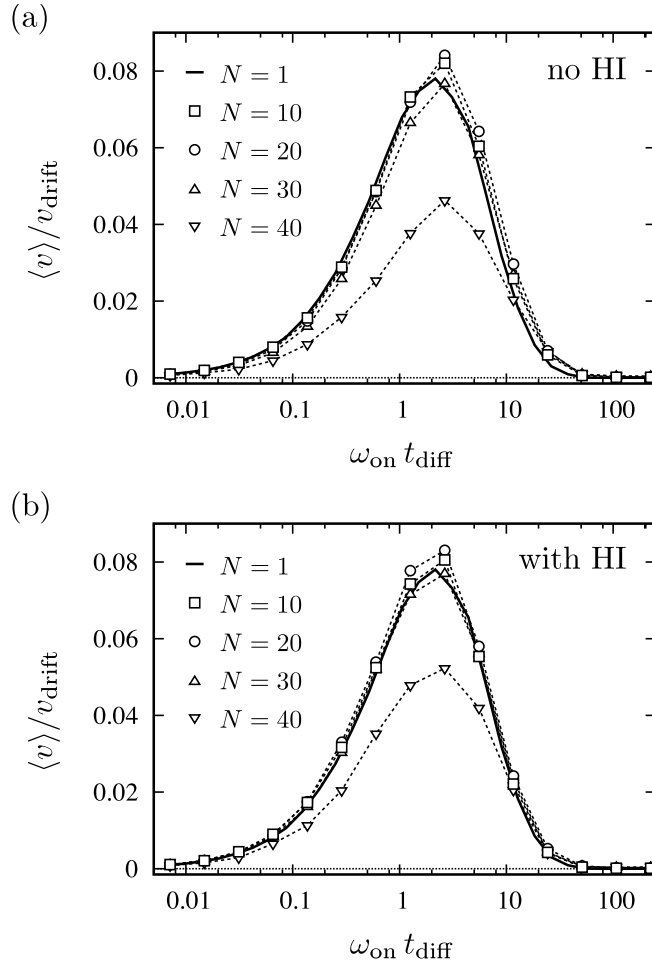 (a)
no HI
N = 1
N = 10
N = 20
N = 30
N = 40
⟨v⟩/v_drift
0.08
0.06
0.04
0.02
0
0.01 0.1 1 10 100
ω_on t_diff
(b)
with HI
N = 1
N = 10
N = 20
N = 30
N = 40
⟨v⟩/v_drift
0.08
0.06
0.04
0.02
0
0.01 0.1 1 10 100
ω_on t_diff